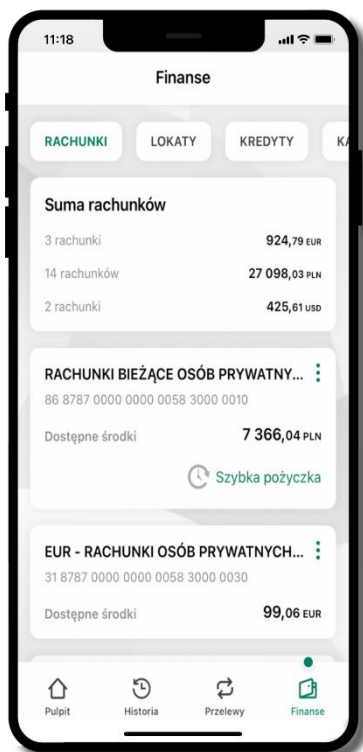 11:18
Finanse
RACHUNKI LOKATY KREDYTY KA
Suma rachunków
3 rachunki 924,79 EUR
14 rachunków 27 098,03 PLN
2 rachunki 425,61 USD
RACHUNKI BIEŻĄCE OSÓB PRYWATNY...
86 8787 0000 0000 0058 3000 0010
Dostępne środki 7 366,04 PLN
Szybka pożyczka
EUR - RACHUNKI OSÓB PRYWATNYCH...
31 8787 0000 0000 0058 3000 0030
Dostępne środki 99,06 EUR
Pulpit Historia Przelewy Finanse